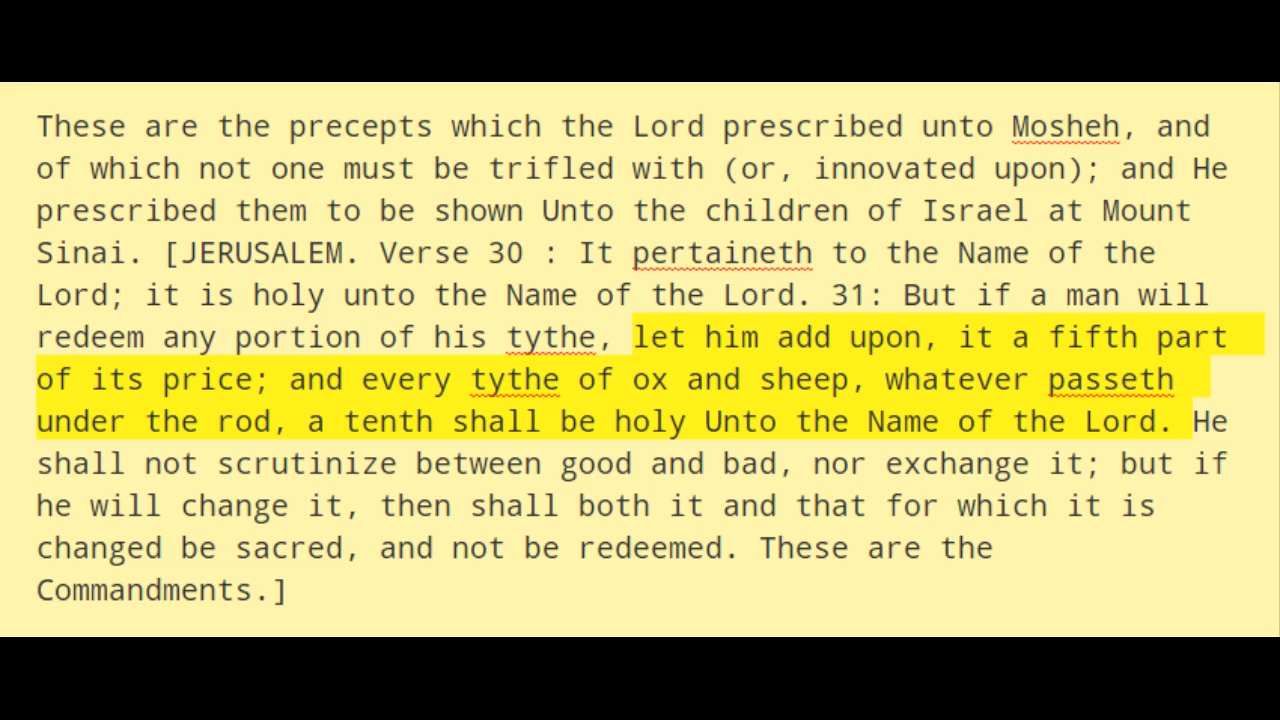 These are the precepts which the Lord prescribed unto Mosheh, and
of which not one must be trifled with (or, innovated upon); and He
prescribed them to be shown Unto the children of Israel at Mount
Sinai. [JERUSALEM. Verse 30 : It pertaineth to the Name of the
Lord; it is holy unto the Name of the Lord. 31: But if a man will
redeem any portion of his tythe, let him add upon, it a fifth part
of its price; and every tythe of ox and sheep, whatever passeth
under the rod, a tenth shall be holy Unto the Name of the Lord. He
shall not scrutinize between good and bad, nor exchange it; but if
he will change it, then shall both it and that for which it is
changed be sacred, and not be redeemed. These are the
Commandments.]